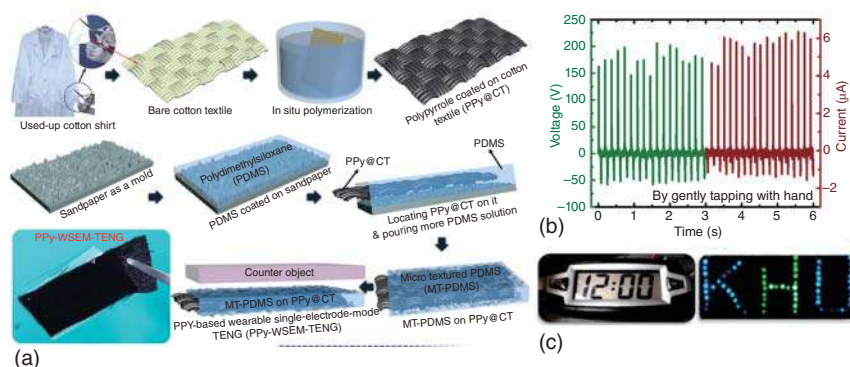 Used-up cotton shirt
Bare cotton textile
In situ polymerization
Polypyrrole coated on cotton
textile (PPy@CT)
Sandpaper as a mold
Polydimethylsiloxane
(PDMS)
PDMS coated on sandpaper
PPy@CT
PDMS
Locating PPy@CT on it
& pouring more PDMS solution
PPy-WSEM-TENG
Counter object
MT-PDMS on PPy@CT
PPY-based wearable single-electrode-mode
TENG (PPy-WSEM-TENG)
Micro textured PDMS
(MT-PDMS)
MT-PDMS on PPy@CT
(a)
Voltage (V)
250
200
150
100
50
0
−50
−100
Current (μA)
6
4
2
0
−2
By gently tapping with hand
0 1 2 3 4 5 6
Time (s)
(b)
12:00
KHU
(c)